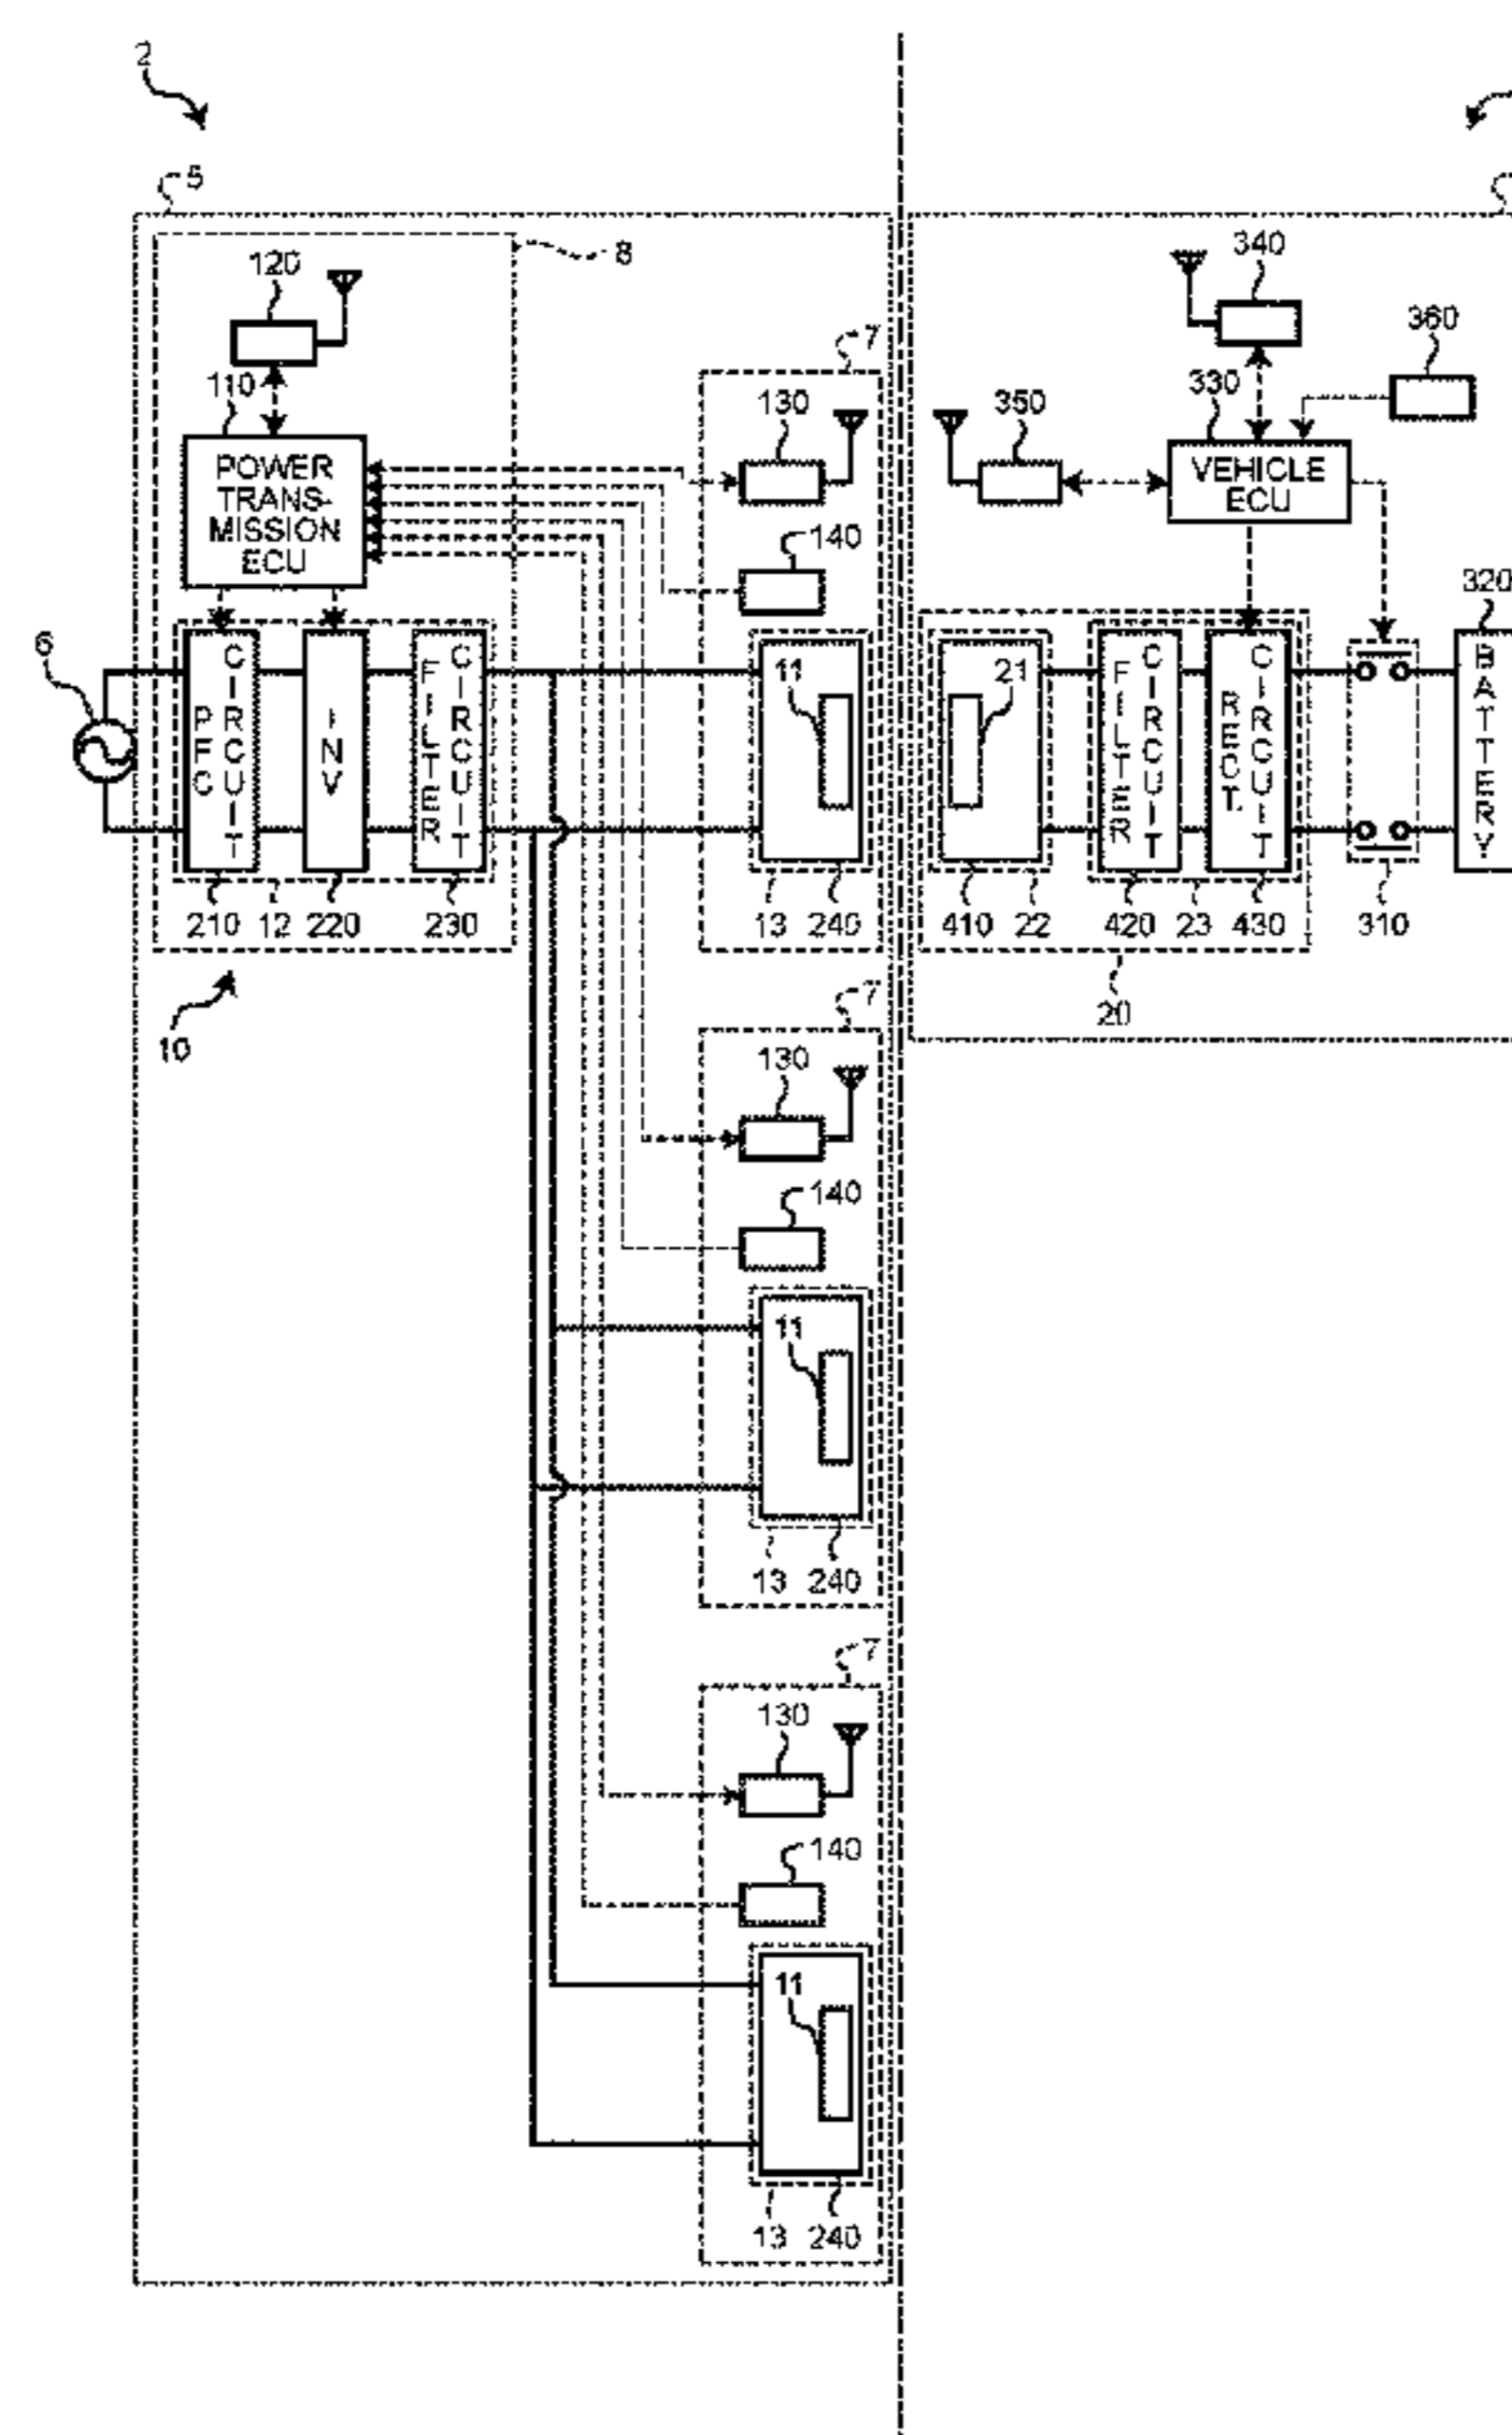 2
5
8
120
340
360
7
110
130
350
330
POWER
TRANS-
MISSION
ECU
VEHICLE
ECU
140
320
6
PFC
CIRCUIT
INV
FILTER
CIRCUIT
11
21
FILTER
CIRCUIT
RECT.
CIRCUIT
BATTERY
210
12
220
230
13
240
410
22
420
23
430
310
20
10
7
130
140
11
13
240
7
130
140
11
13
240